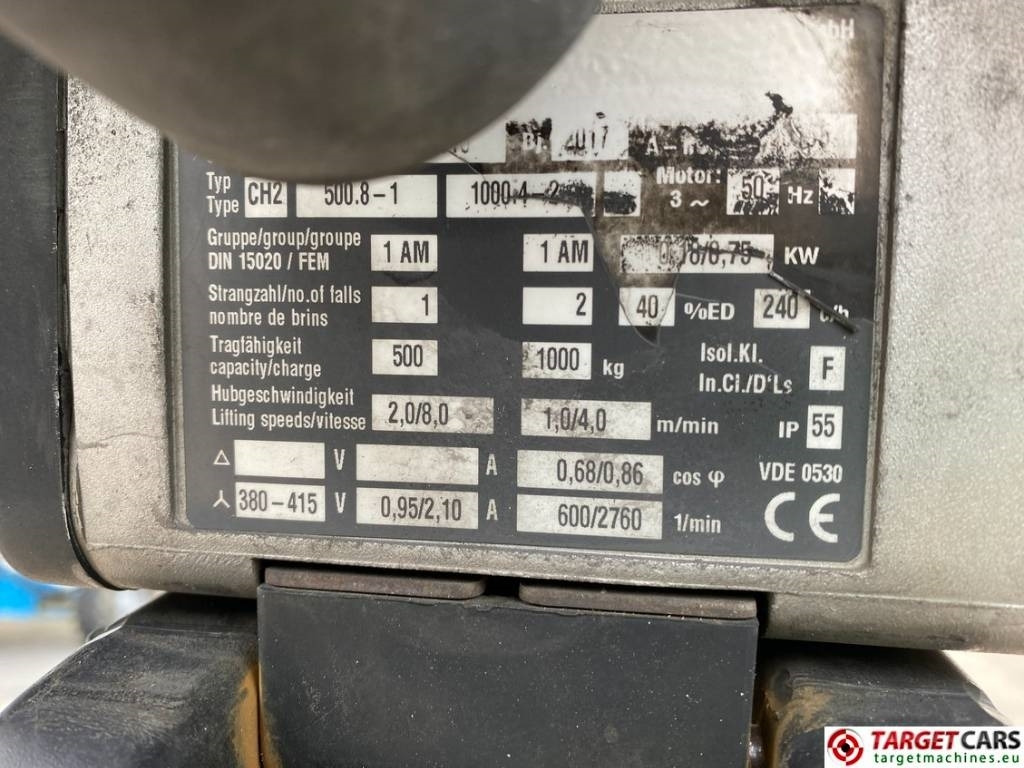 2017
Typ
Type CH2 500.8-1 1000.4-2 Motor:
3 ~ 50 Hz
Gruppe/group/groupe
DIN 15020 / FEM 1 AM 1 AM /0,75 KW
Strangzahl/no.of falls
nombre de brins 1 2 40 %ED 240 c/h
Tragfähigkeit
capacity/charge 500 1000 kg Isol.Kl.
In.Cl./D'Ls F
Hubgeschwindigkeit
Lifting speeds/vitesse 2,0/8,0 1,0/4,0 m/min IP 55
△ V A 0,68/0,86 cos φ VDE 0530
⅄ 380-415 V 0,95/2,10 A 600/2760 1/min CE
TARGETCARS
targetmachines.eu